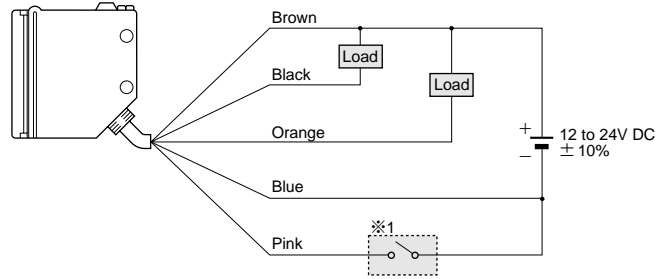 Brown
Load
Black
Load
Orange
+ 12 to 24V DC
− ± 10%
Blue
※1
Pink